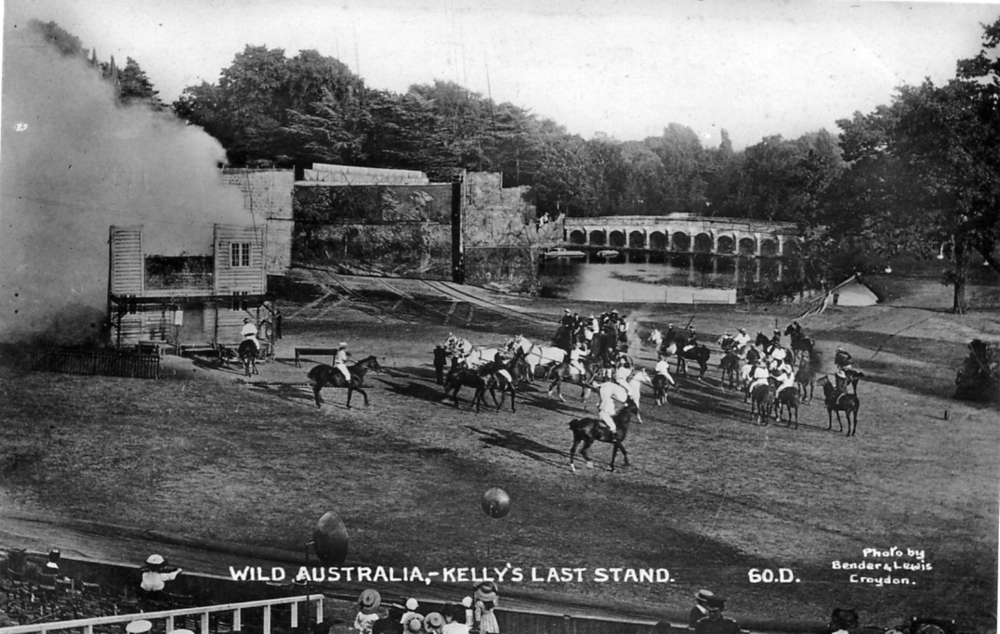 WILD AUSTRALIA,-KELLY'S LAST STAND. 60.D.
Photo by
Bender & Lewis
Croydon.